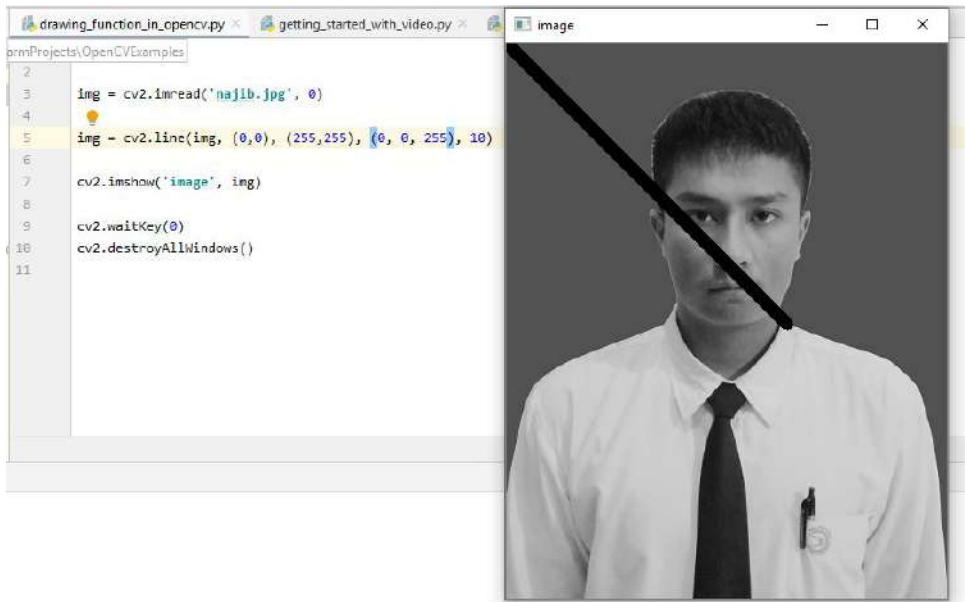 drawing_function_in_opencv.py
getting_started_with_video.py
image
ormProjects\OpenCVExamples
2
3 img = cv2.imread('najib.jpg', 0)
4
5 img = cv2.line(img, (0,0), (255,255), (0, 0, 255), 10)
6
7 cv2.imshow('image', img)
8
9 cv2.waitKey(0)
10 cv2.destroyAllWindows()
11